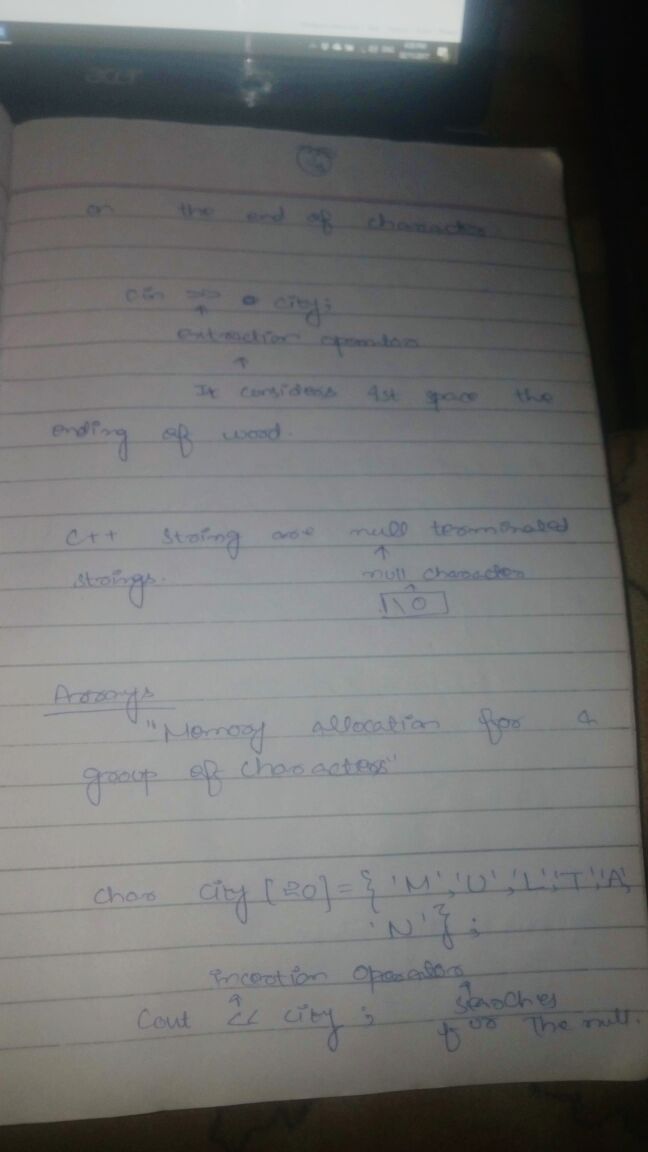 acer
on the end of character
cin >> city;
↑
extraction operator
↑
It considers 1st space the
ending of word.
C++ string are null terminated
↑
strings. null character
↑
\0
Arrays
"Memory allocation for a
group of characters"
char city [20] = { 'M', 'U', 'L', 'T', 'A',
'N' } ;
incertion operator
↑ ↑
Cout << city ; searches
for the null.